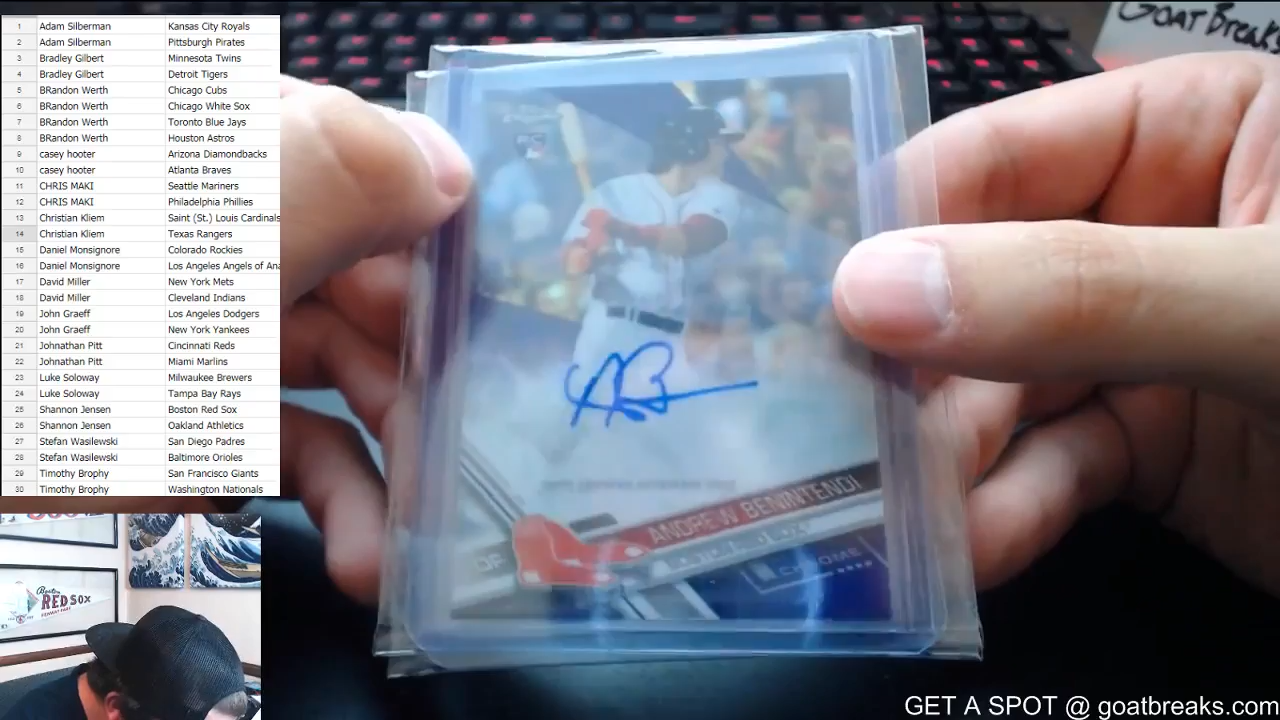 1 Adam Silberman Kansas City Royals
2 Adam Silberman Pittsburgh Pirates
3 Bradley Gilbert Minnesota Twins
4 Bradley Gilbert Detroit Tigers
5 BRandon Werth Chicago Cubs
6 BRandon Werth Chicago White Sox
7 BRandon Werth Toronto Blue Jays
8 BRandon Werth Houston Astros
9 casey hooter Arizona Diamondbacks
10 casey hooter Atlanta Braves
11 CHRIS MAKI Seattle Mariners
12 CHRIS MAKI Philadelphia Phillies
13 Christian Kliem Saint (St.) Louis Cardinals
14 Christian Kliem Texas Rangers
15 Daniel Monsignore Colorado Rockies
16 Daniel Monsignore Los Angeles Angels of Ana
17 David Miller New York Mets
18 David Miller Cleveland Indians
19 John Graeff Los Angeles Dodgers
20 John Graeff New York Yankees
21 Johnathan Pitt Cincinnati Reds
22 Johnathan Pitt Miami Marlins
23 Luke Soloway Milwaukee Brewers
24 Luke Soloway Tampa Bay Rays
25 Shannon Jensen Boston Red Sox
26 Shannon Jensen Oakland Athletics
27 Stefan Wasilewski San Diego Padres
28 Stefan Wasilewski Baltimore Orioles
29 Timothy Brophy San Francisco Giants
30 Timothy Brophy Washington Nationals
GOATBReaks
OF ANDREW BENINTENDI
CHROME
Boston
RED SOX
GET A SPOT @ goatbreaks.com